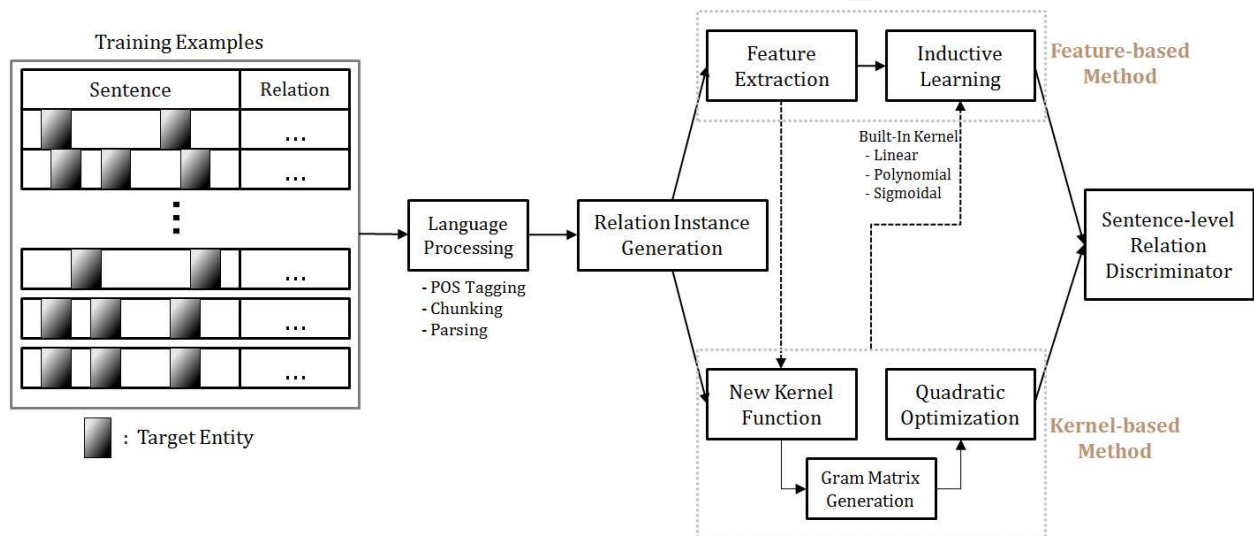 Training Examples
Sentence
Relation
...
...
...
...
...
: Target Entity
Language
Processing
- POS Tagging
- Chunking
- Parsing
Relation Instance
Generation
Feature
Extraction
Inductive
Learning
Feature-based
Method
Built-In Kernel
- Linear
- Polynomial
- Sigmoidal
New Kernel
Function
Quadratic
Optimization
Gram Matrix
Generation
Kernel-based
Method
Sentence-level
Relation
Discriminator